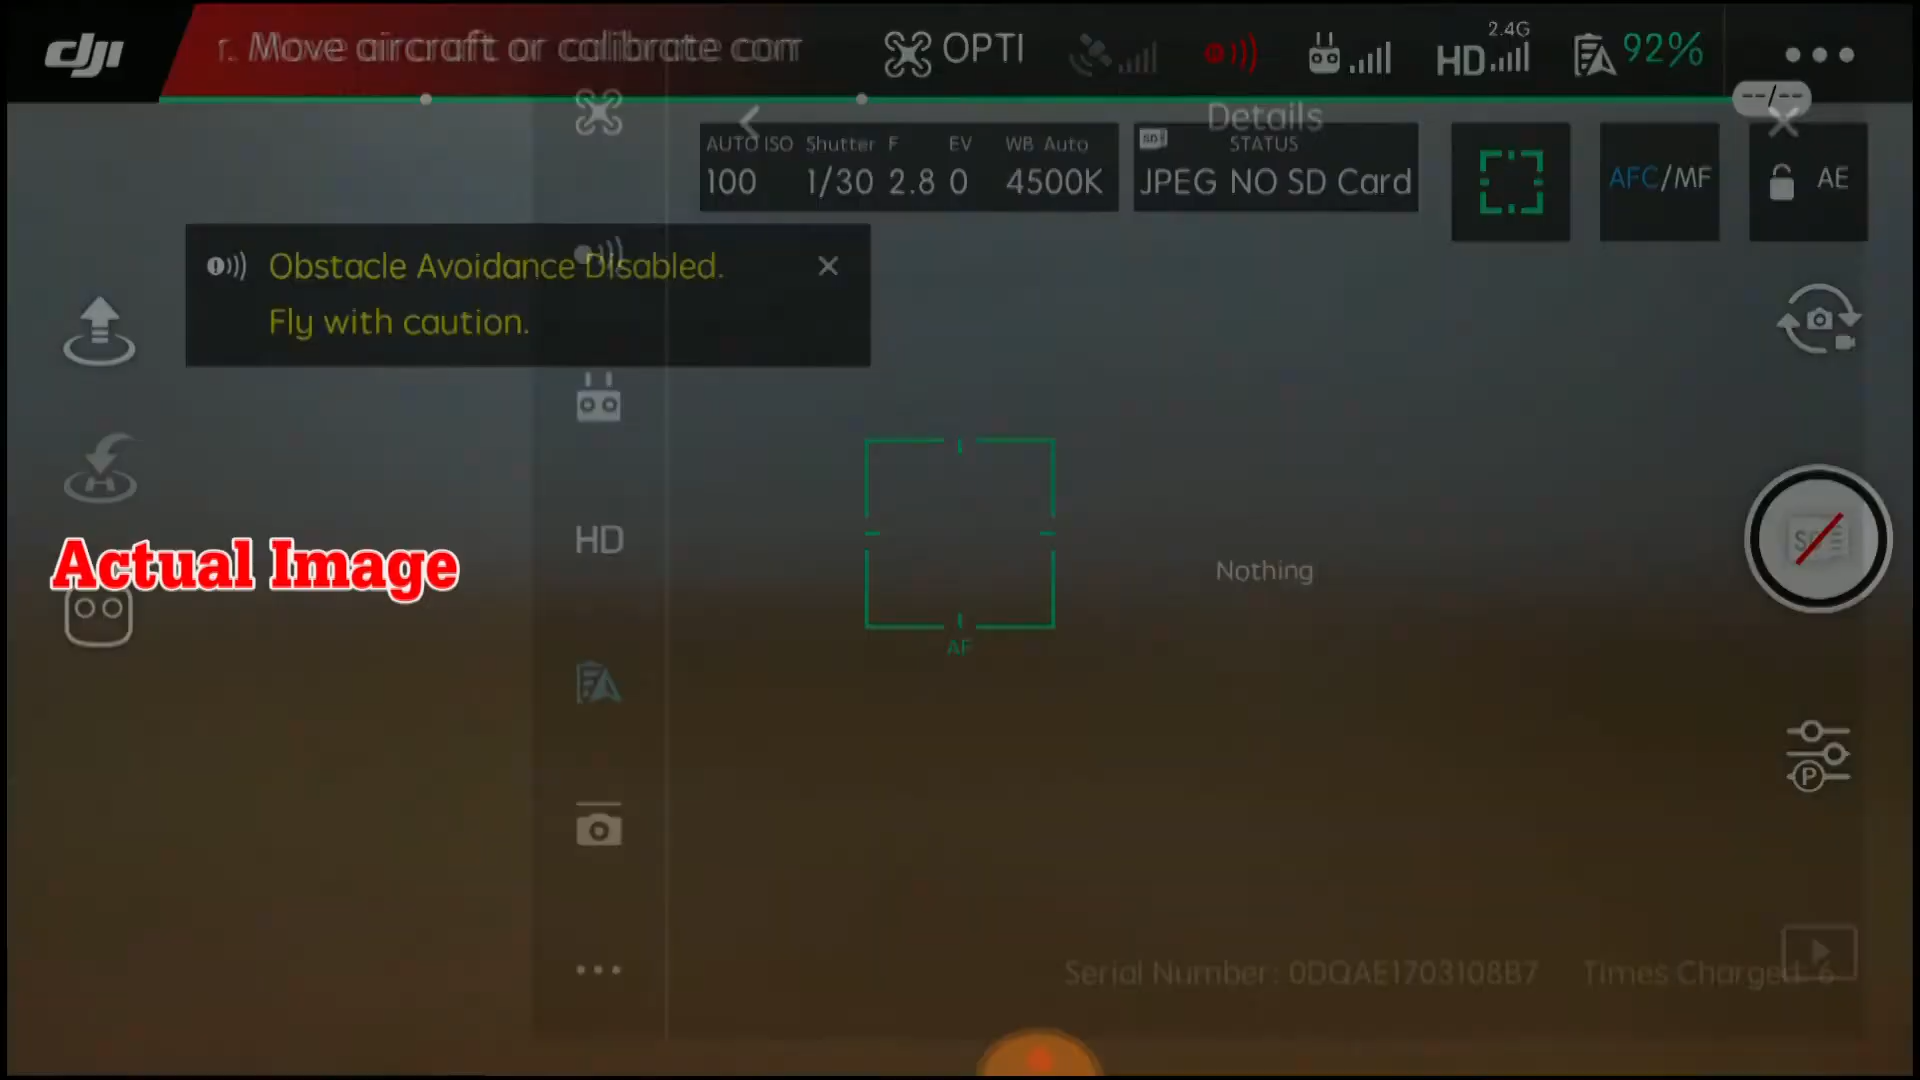 dji
r. Move aircraft or calibrate com
OPTI
HD
2.4G
92%
--/--
Details
AUTO ISO Shutter F EV WB Auto
100 1/30 2.8 0 4500K
STATUS
JPEG NO SD Card
AFC/MF
AE
Obstacle Avoidance Disabled.
Fly with caution.
HD
Actual Image
AF
Nothing
P
Serial Number: 0DQAE1703108B7 Times Charged: 6